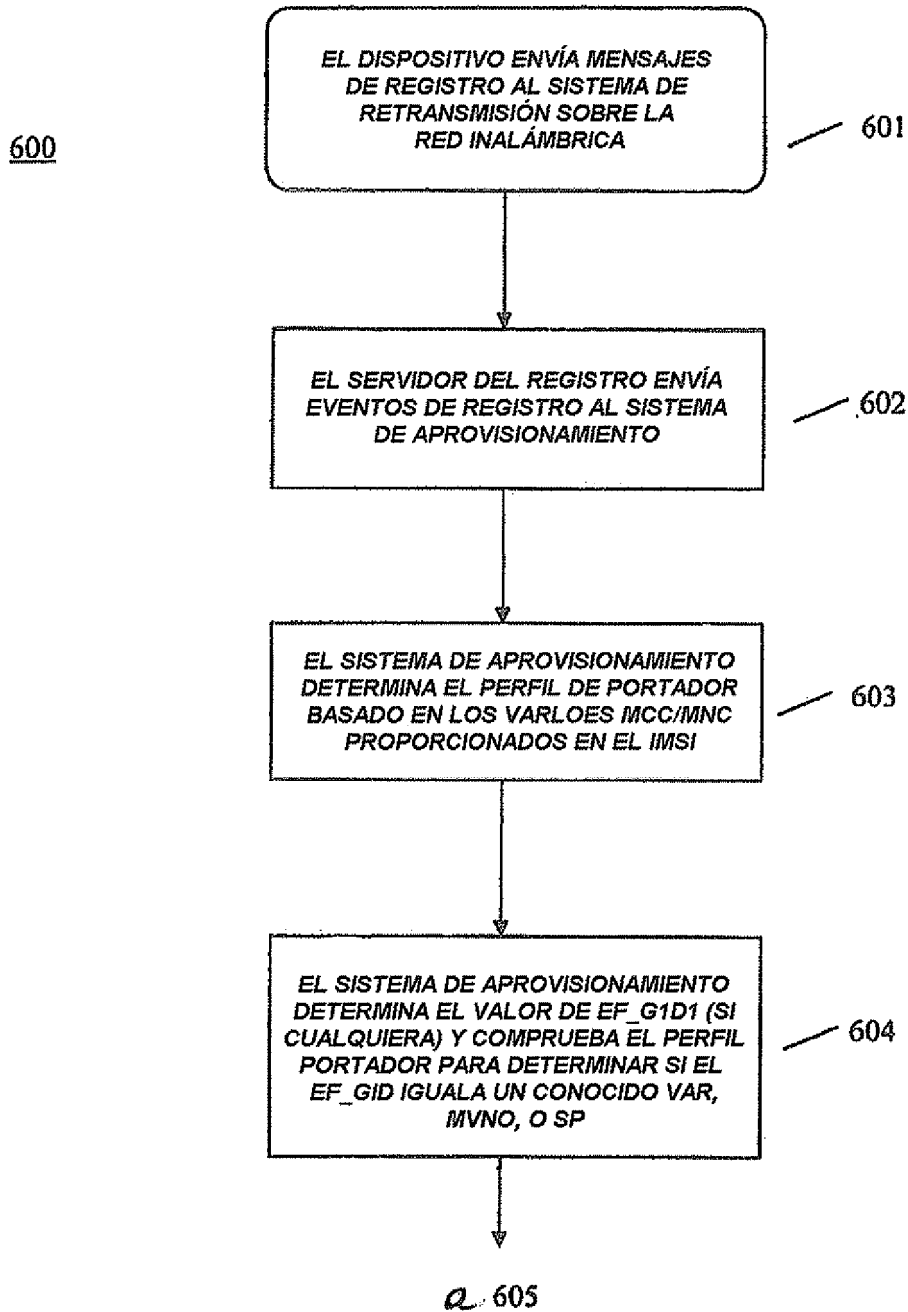 600
EL DISPOSITIVO ENVÍA MENSAJES
DE REGISTRO AL SISTEMA DE
RETRANSMISIÓN SOBRE LA
RED INALÁMBRICA
601
EL SERVIDOR DEL REGISTRO ENVÍA
EVENTOS DE REGISTRO AL SISTEMA
DE APROVISIONAMIENTO
602
EL SISTEMA DE APROVISIONAMIENTO
DETERMINA EL PERFIL DE PORTADOR
BASADO EN LOS VARLOES MCC/MNC
PROPORCIONADOS EN EL IMSI
603
EL SISTEMA DE APROVISIONAMIENTO
DETERMINA EL VALOR DE EF_G1D1 (SI
CUALQUIERA) Y COMPRUEBA EL PERFIL
PORTADOR PARA DETERMINAR SI EL
EF_GID IGUALA UN CONOCIDO VAR,
MVNO, O SP
604
a 605